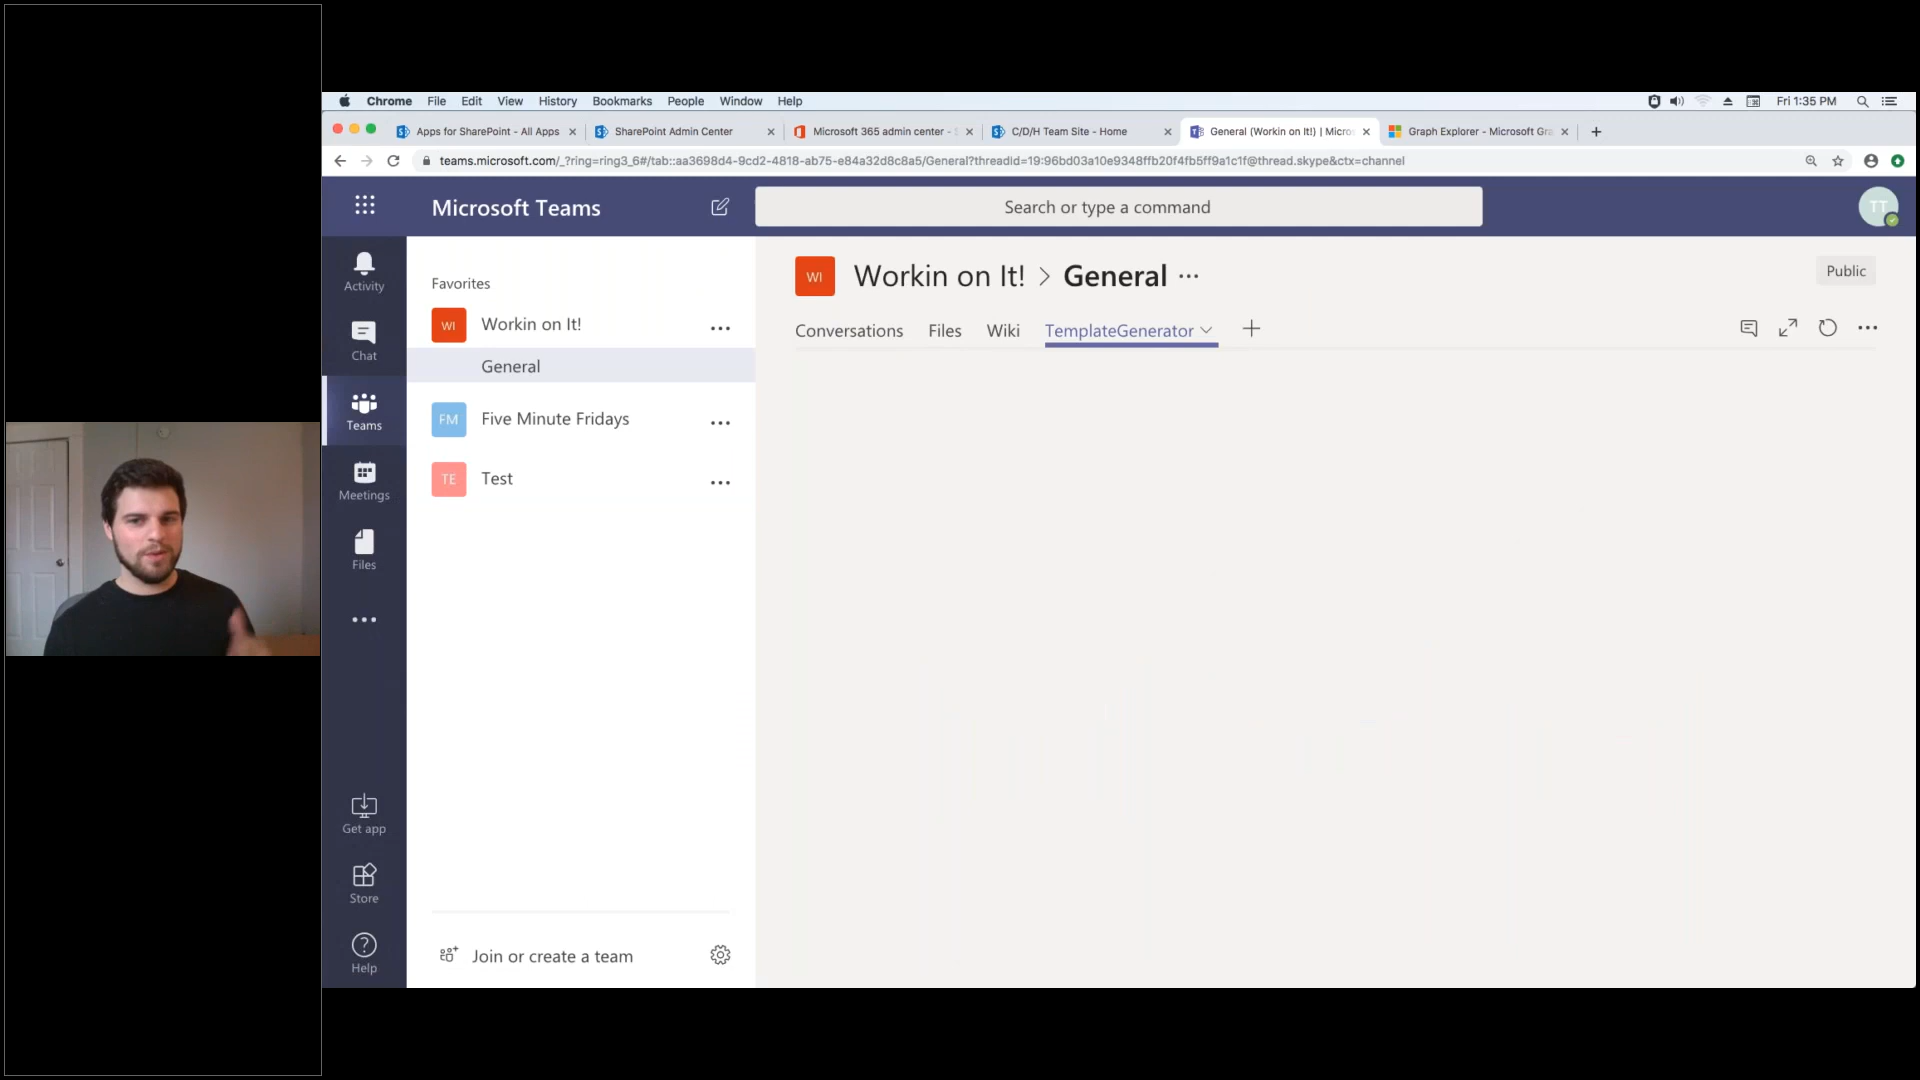 Chrome File Edit View History Bookmarks People Window Help Fri 1:35 PM
Apps for SharePoint - All Apps SharePoint Admin Center Microsoft 365 admin center - C/D/H Team Site - Home General (Workin on It!) | Micro Graph Explorer - Microsoft Gra
teams.microsoft.com/_?ring=ring3_6#/tab::aa3698d4-9cd2-4818-ab75-e84a32d8c8a5/General?threadId=19:96bd03a10e9348ffb20f4fb5ff9a1c1f@thread.skype&ctx=channel
Microsoft Teams
Search or type a command
TT
Activity
Chat
Teams
Meetings
Files
Get app
Store
Help
Favorites
WI Workin on It!
General
FM Five Minute Fridays
TE Test
Join or create a team
WI Workin on It! > General
Public
Conversations Files Wiki TemplateGenerator